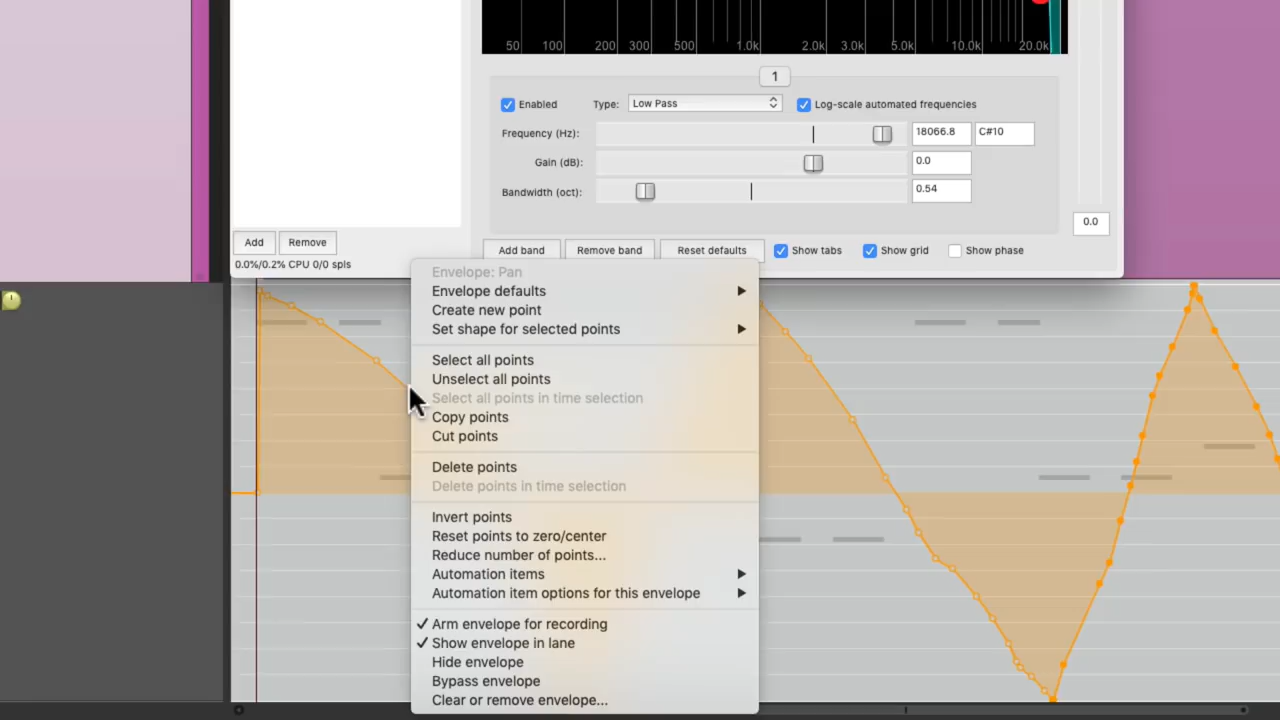 50 100 200 300 500 1.0k 2.0k 3.0k 5.0k 10.0k 20.0k
1
Enabled Type: Low Pass Log-scale automated frequencies
Frequency (Hz): 18066.8 C#10
Gain (dB): 0.0
Bandwidth (oct): 0.54
0.0
Add Remove Add band Remove band Reset defaults Show tabs Show grid Show phase
0.0%/0.2% CPU 0/0 spls
Envelope: Pan
Envelope defaults
Create new point
Set shape for selected points
Select all points
Unselect all points
Select all points in time selection
Copy points
Cut points
Delete points
Delete points in time selection
Invert points
Reset points to zero/center
Reduce number of points...
Automation items
Automation item options for this envelope
Arm envelope for recording
Show envelope in lane
Hide envelope
Bypass envelope
Clear or remove envelope...